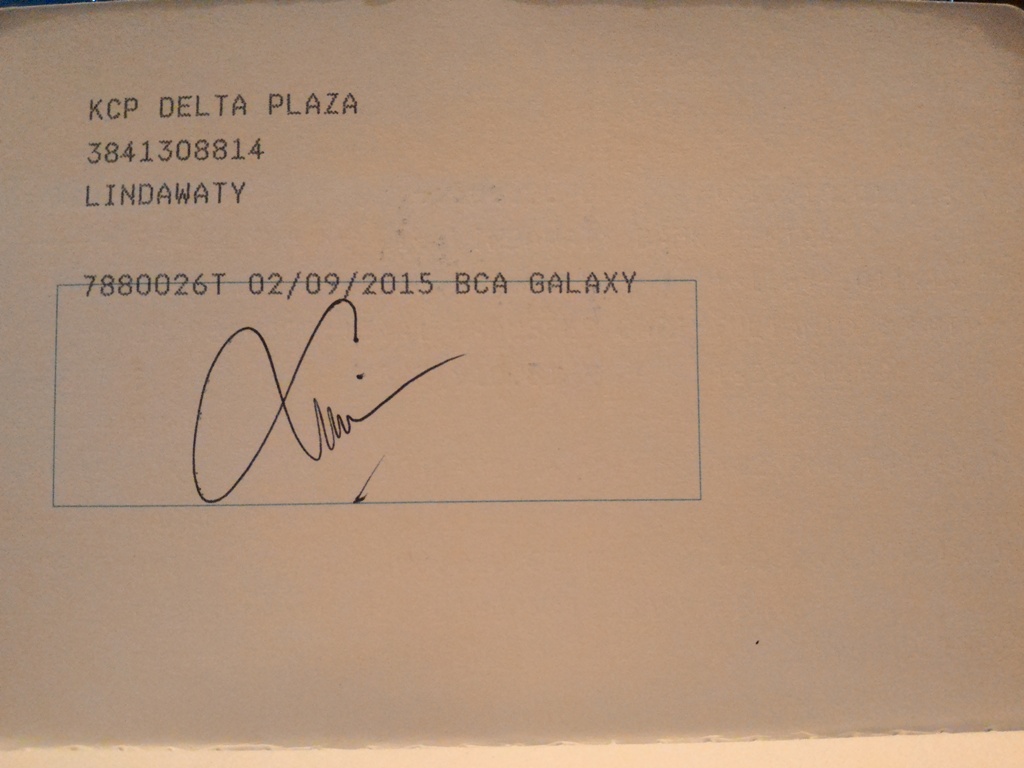 KCP DELTA PLAZA
3841308814
LINDAWATY
7880026T 02/09/2015 BCA GALAXY